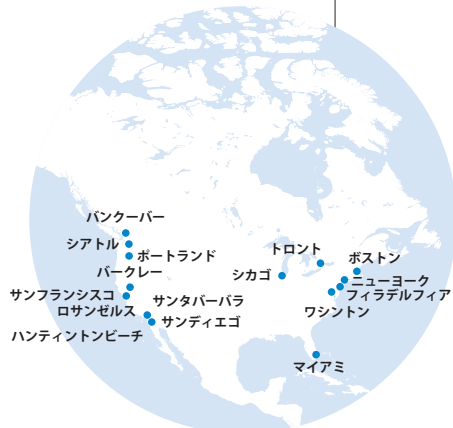 バンクーバー
シアトル
ポートランド
バークレー
サンフランシスコ
ロサンゼルス
サンタバーバラ
サンディエゴ
ハンティントンビーチ
トロント
シカゴ
ボストン
ニューヨーク
フィラデルフィア
ワシントン
マイアミ